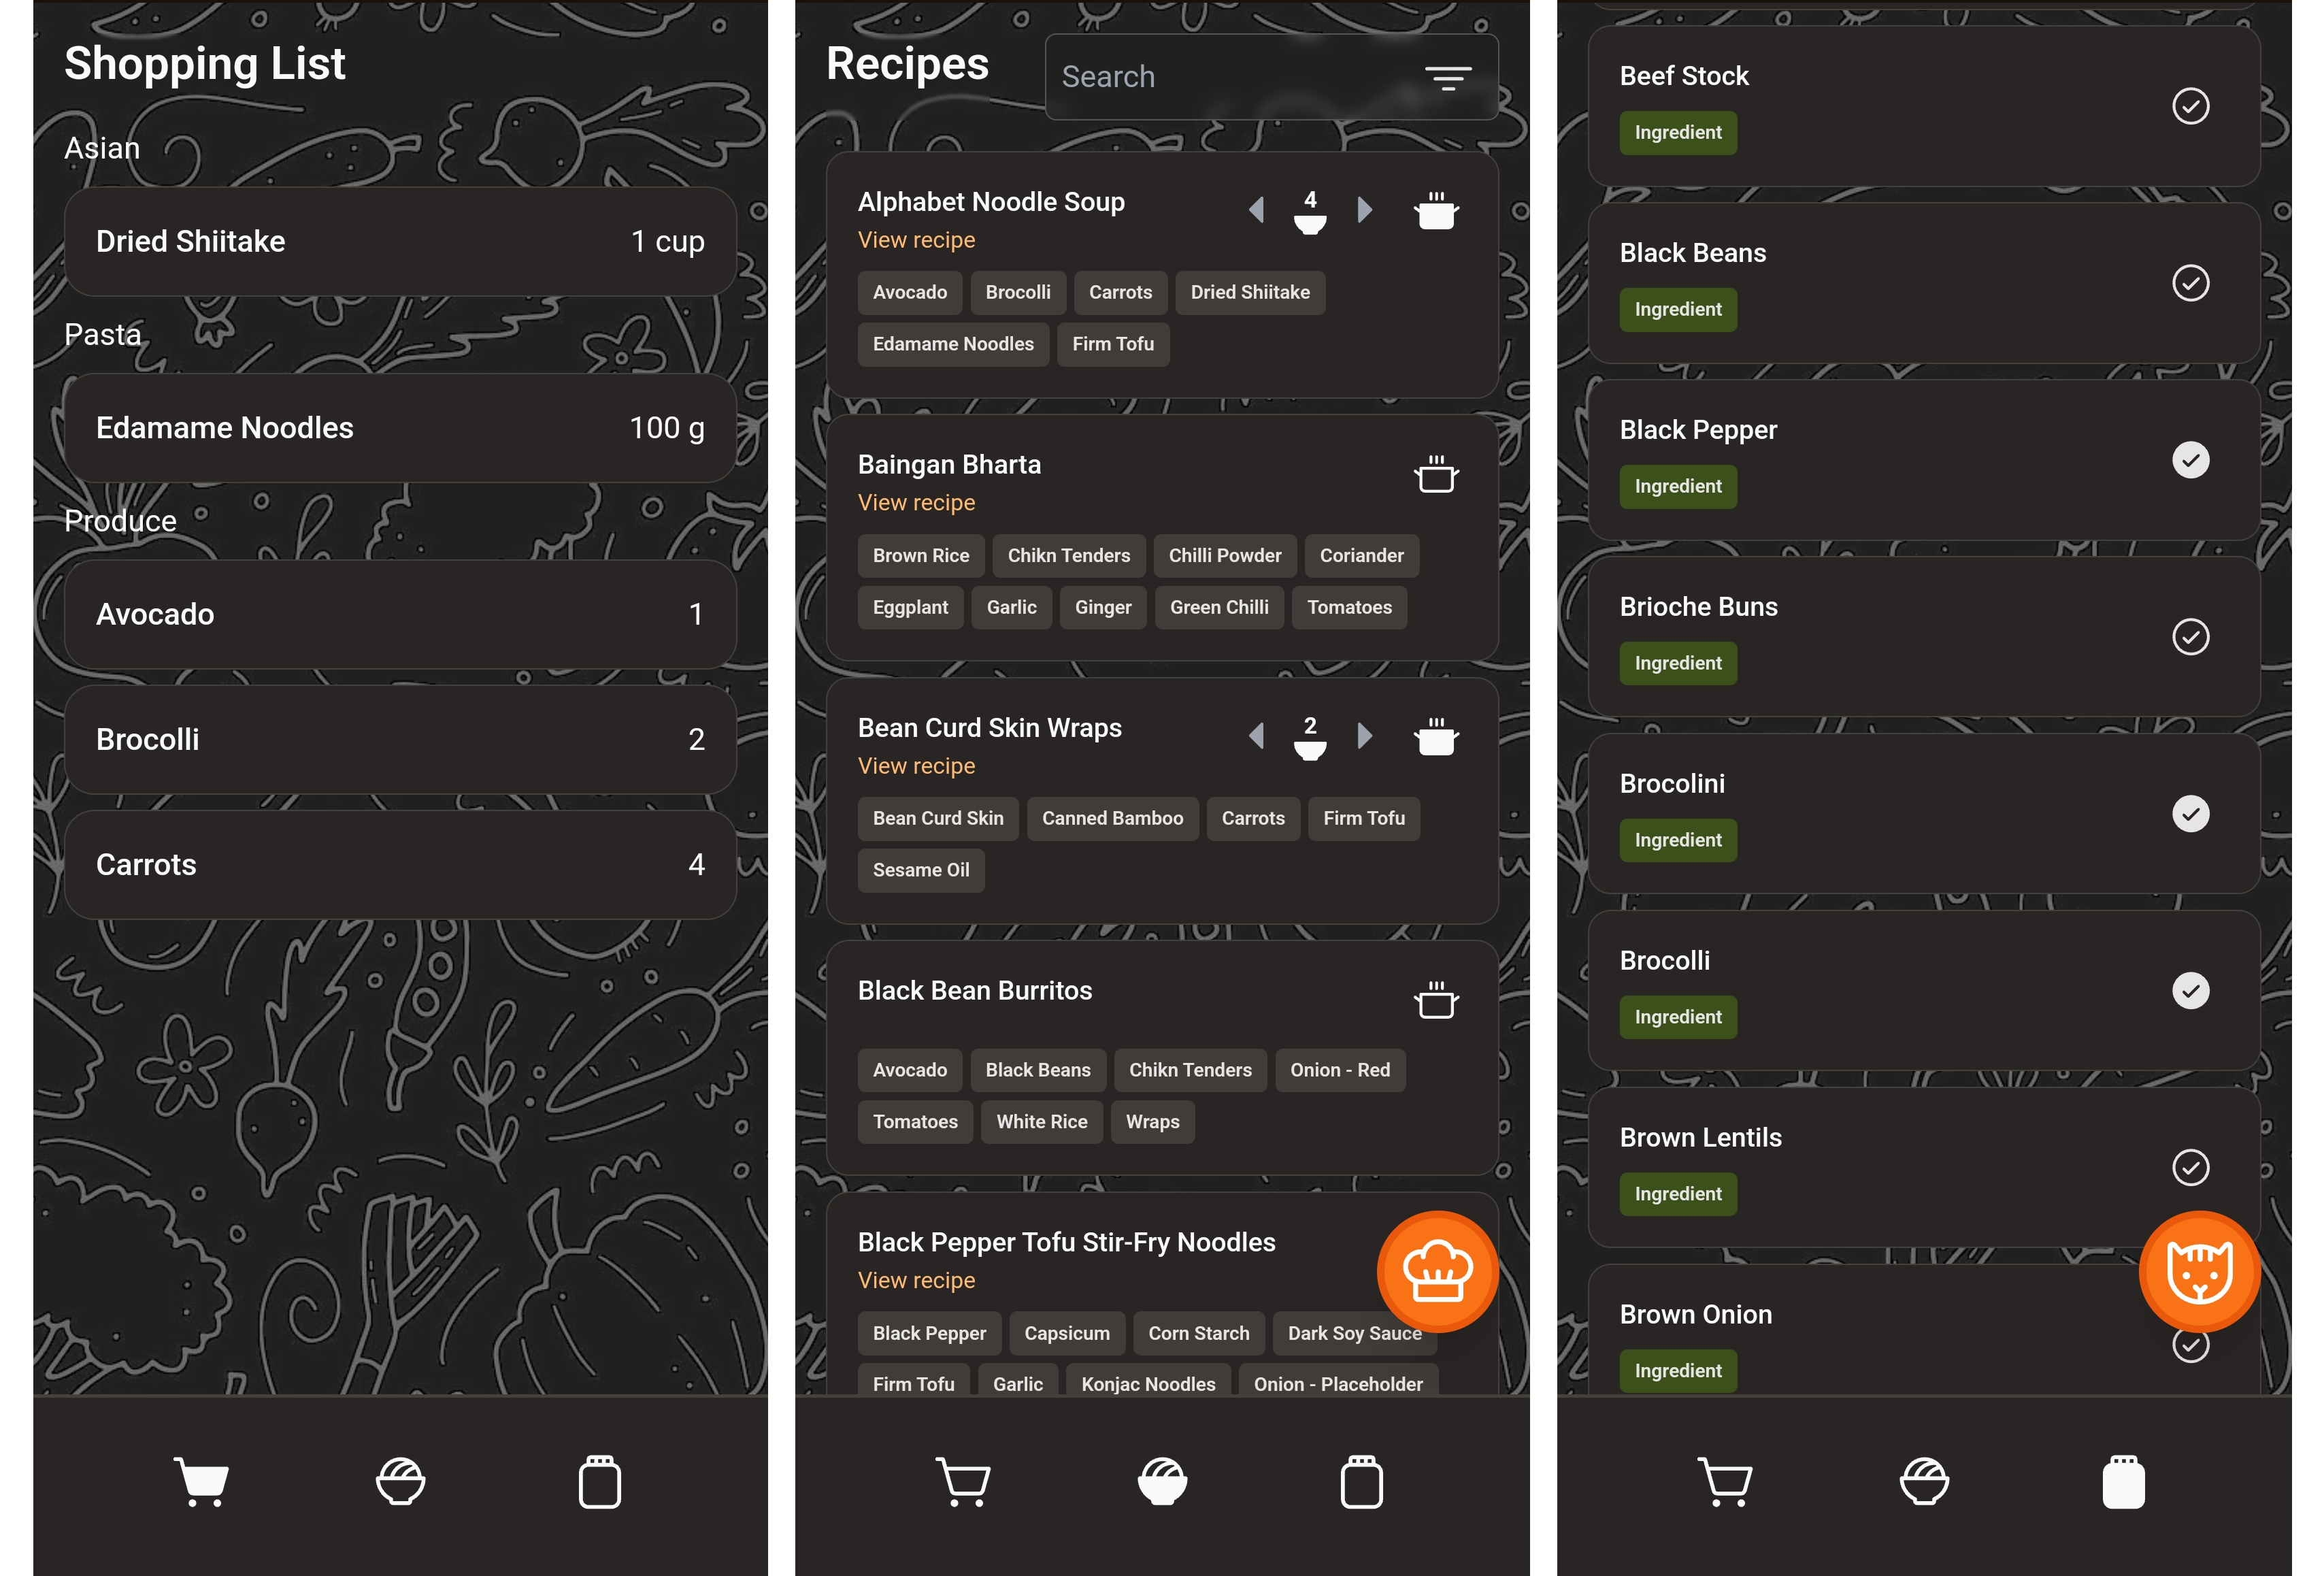 Shopping List
Asian
Dried Shiitake 1 cup
Pasta
Edamame Noodles 100 g
Produce
Avocado 1
Brocolli 2
Carrots 4
Recipes Search
Alphabet Noodle Soup 4
View recipe
Avocado Brocolli Carrots Dried Shiitake
Edamame Noodles Firm Tofu
Baingan Bharta
View recipe
Brown Rice Chikn Tenders Chilli Powder Coriander
Eggplant Garlic Ginger Green Chilli Tomatoes
Bean Curd Skin Wraps 2
View recipe
Bean Curd Skin Canned Bamboo Carrots Firm Tofu
Sesame Oil
Black Bean Burritos
Avocado Black Beans Chikn Tenders Onion - Red
Tomatoes White Rice Wraps
Black Pepper Tofu Stir-Fry Noodles
View recipe
Black Pepper Capsicum Corn Starch Dark Soy Sauce
Firm Tofu Garlic Konjac Noodles Onion - Placeholder
Beef Stock
Ingredient
Black Beans
Ingredient
Black Pepper
Ingredient
Brioche Buns
Ingredient
Brocolini
Ingredient
Brocolli
Ingredient
Brown Lentils
Ingredient
Brown Onion
Ingredient